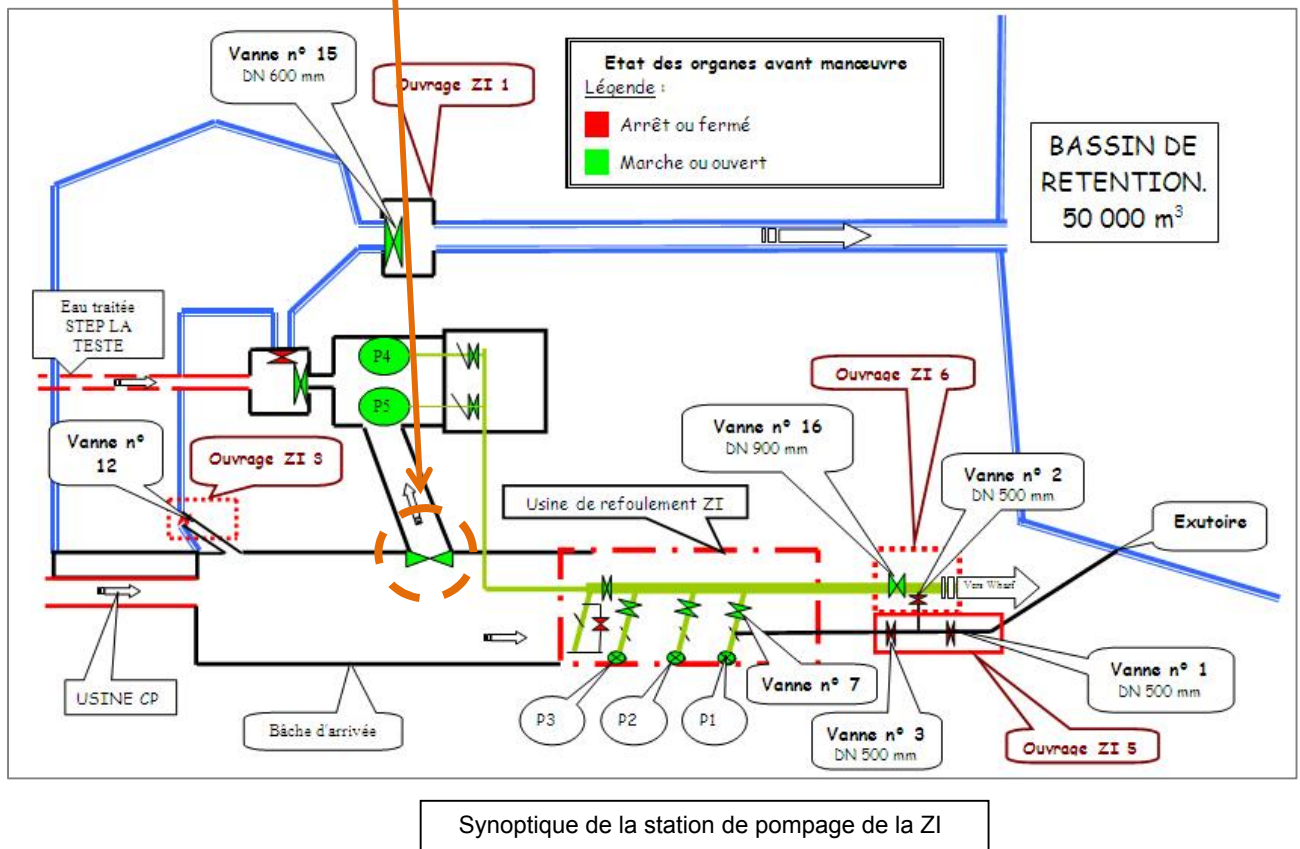 Vanne n° 15
DN 600 mm
Ouvrage ZI 1
Etat des organes avant manœuvre
Légende :
Arrêt ou fermé
Marche ou ouvert
BASSIN DE
RETENTION.
50 000 m³
Eau traitée
STEP LA
TESTE
P4
P5
Vanne n°
12
Ouvrage ZI 3
Ouvrage ZI 6
Vanne n° 16
DN 900 mm
Vanne n° 2
DN 500 mm
Usine de refoulement ZI
Exutoire
Vers Wharf
USINE CP
Bâche d'arrivée
P3
P2
P1
Vanne n° 7
Vanne n° 3
DN 500 mm
Vanne n° 1
DN 500 mm
Ouvrage ZI 5
Synoptique de la station de pompage de la ZI